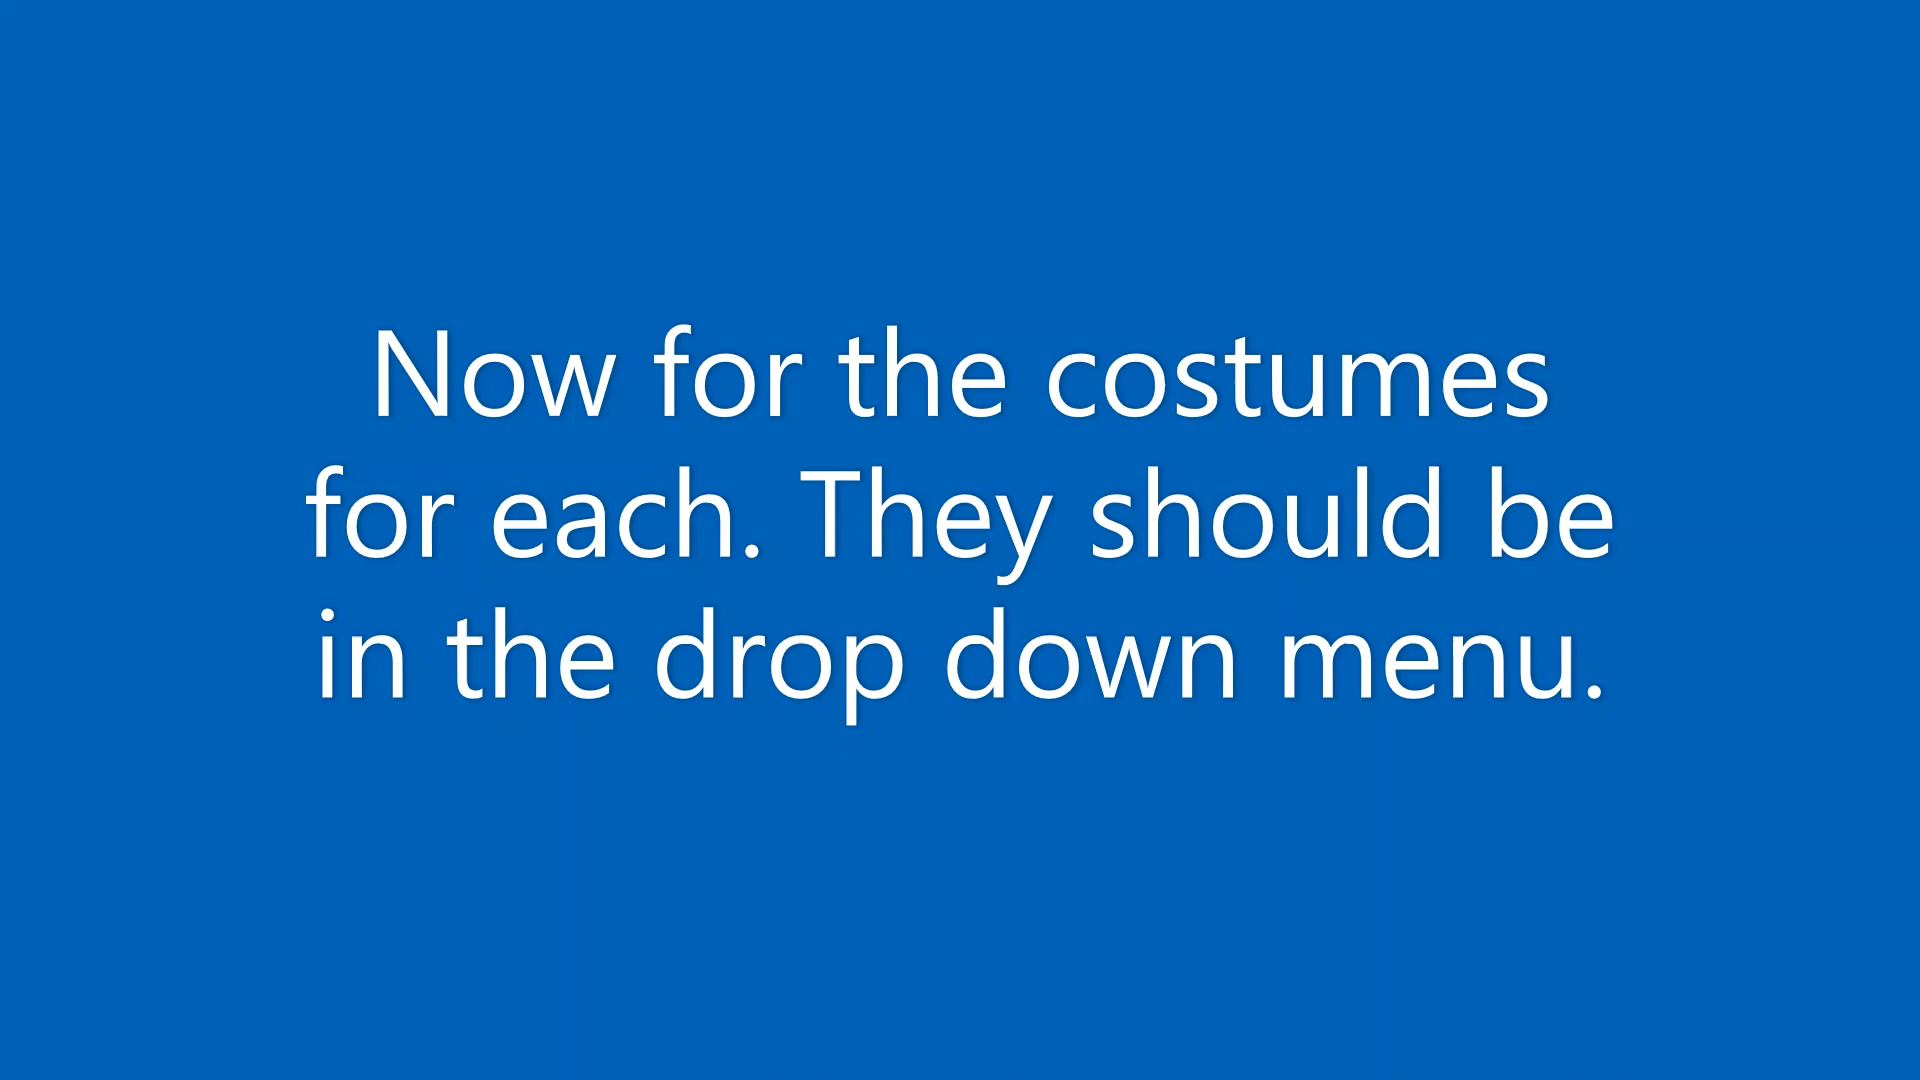 Now for the costumes
for each. They should be
in the drop down menu.